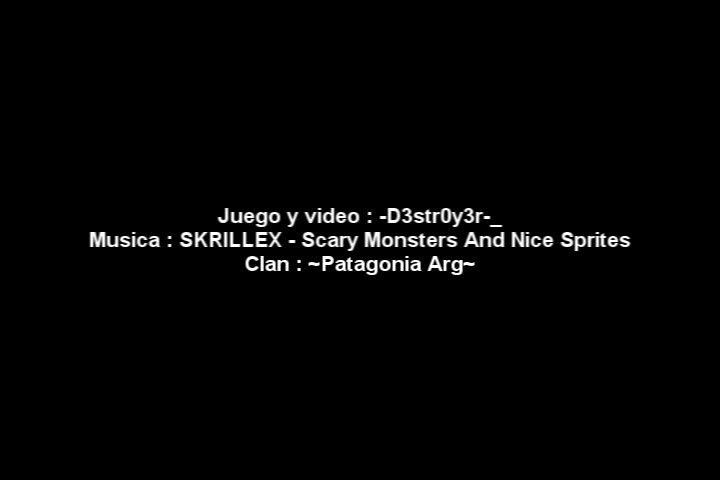 Juego y video : -D3str0y3r-_
Musica : SKRILLEX - Scary Monsters And Nice Sprites
Clan : ~Patagonia Arg~